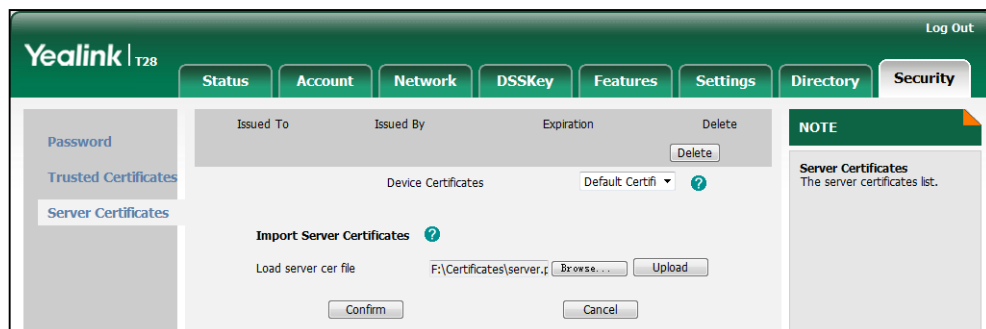 Log Out
Yealink T28
Status Account Network DSSKey Features Settings Directory Security
Password
Trusted Certificates
Server Certificates
Issued To Issued By Expiration Delete
Delete
Device Certificates Default Certifi ?
Import Server Certificates ?
Load server cer file F:\Certificates\server.p Browse... Upload
Confirm Cancel
NOTE
Server Certificates
The server certificates list.